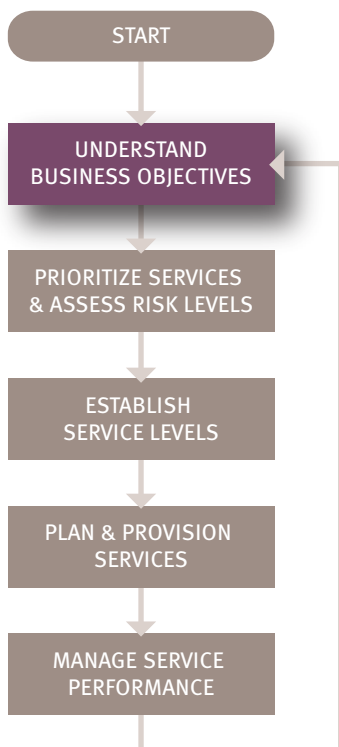 START
UNDERSTAND
BUSINESS OBJECTIVES
PRIORITIZE SERVICES
& ASSESS RISK LEVELS
ESTABLISH
SERVICE LEVELS
PLAN & PROVISION
SERVICES
MANAGE SERVICE
PERFORMANCE